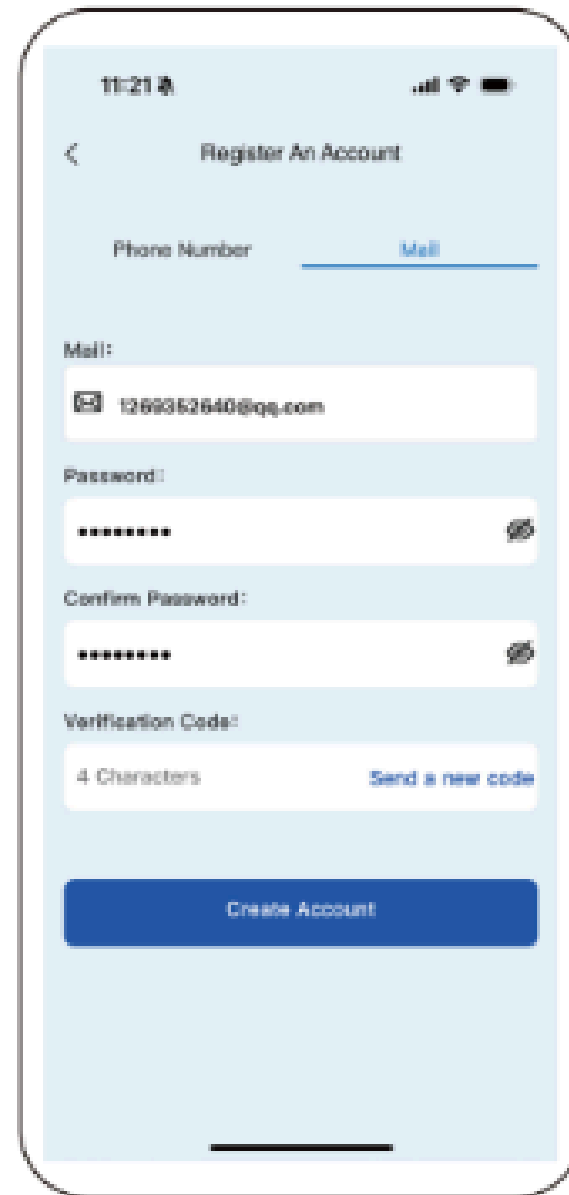 11:21
Register An Account
Phone Number Mail
Mail:
1269352640@qq.com
Password:
••••••••
Confirm Password:
••••••••
Verification Code:
4 Characters Send a new code
Create Account